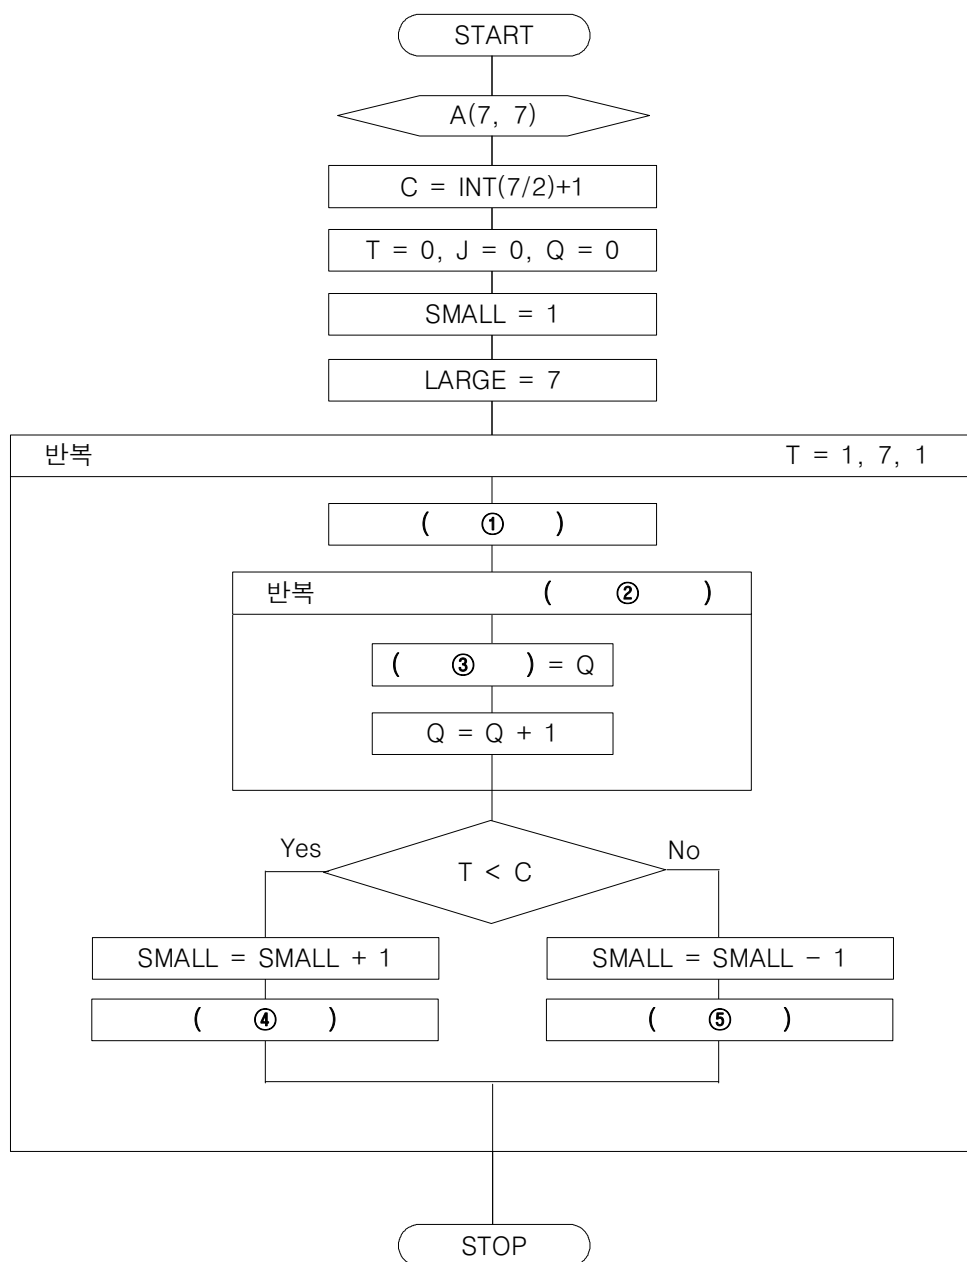 START
A(7, 7)
C = INT(7/2)+1
T = 0, J = 0, Q = 0
SMALL = 1
LARGE = 7
반복 T = 1, 7, 1
( ① )
반복 ( ② )
( ③ ) = Q
Q = Q + 1
Yes T < C No
SMALL = SMALL + 1 SMALL = SMALL - 1
( ④ ) ( ⑤ )
STOP